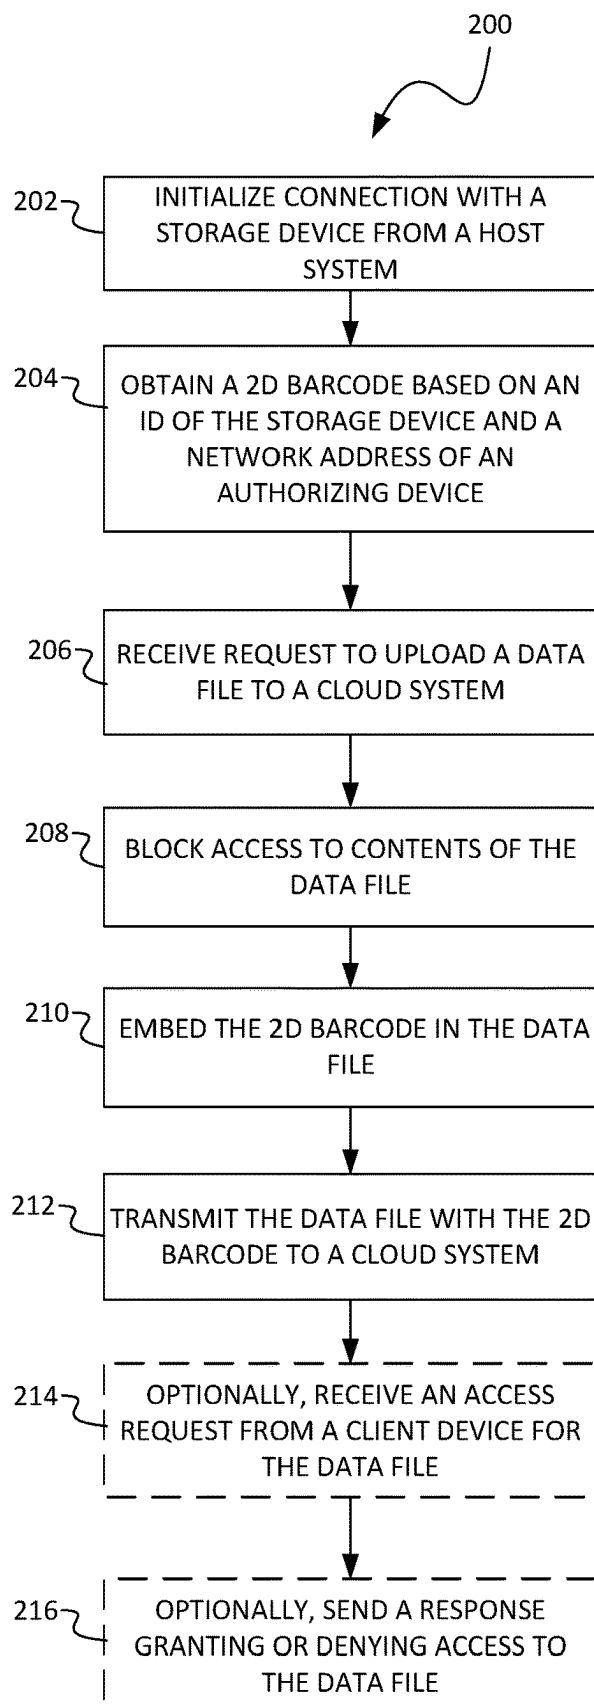 200
202
INITIALIZE CONNECTION WITH A
STORAGE DEVICE FROM A HOST
SYSTEM
204
OBTAIN A 2D BARCODE BASED ON AN
ID OF THE STORAGE DEVICE AND A
NETWORK ADDRESS OF AN
AUTHORIZING DEVICE
206
RECEIVE REQUEST TO UPLOAD A DATA
FILE TO A CLOUD SYSTEM
208
BLOCK ACCESS TO CONTENTS OF THE
DATA FILE
210
EMBED THE 2D BARCODE IN THE DATA
FILE
212
TRANSMIT THE DATA FILE WITH THE 2D
BARCODE TO A CLOUD SYSTEM
214
OPTIONALLY, RECEIVE AN ACCESS
REQUEST FROM A CLIENT DEVICE FOR
THE DATA FILE
216
OPTIONALLY, SEND A RESPONSE
GRANTING OR DENYING ACCESS TO
THE DATA FILE